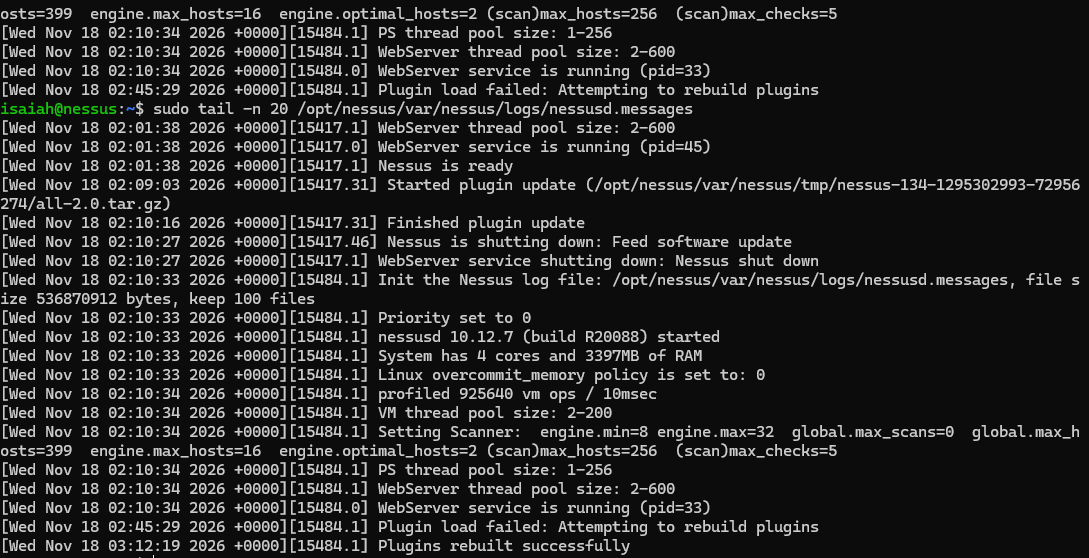 osts=399  engine.max_hosts=16  engine.optimal_hosts=2 (scan)max_hosts=256  (scan)max_checks=5
[Wed Nov 18 02:10:34 2026 +0000][15484.1] PS thread pool size: 1-256
[Wed Nov 18 02:10:34 2026 +0000][15484.1] WebServer thread pool size: 2-600
[Wed Nov 18 02:10:34 2026 +0000][15484.0] WebServer service is running (pid=33)
[Wed Nov 18 02:45:29 2026 +0000][15484.1] Plugin load failed: Attempting to rebuild plugins
isaiah@nessus:~$ sudo tail -n 20 /opt/nessus/var/nessus/logs/nessusd.messages
[Wed Nov 18 02:01:38 2026 +0000][15417.1] WebServer thread pool size: 2-600
[Wed Nov 18 02:01:38 2026 +0000][15417.0] WebServer service is running (pid=45)
[Wed Nov 18 02:01:38 2026 +0000][15417.1] Nessus is ready
[Wed Nov 18 02:09:03 2026 +0000][15417.31] Started plugin update (/opt/nessus/var/nessus/tmp/nessus-134-1295302993-72956
274/all-2.0.tar.gz)
[Wed Nov 18 02:10:16 2026 +0000][15417.31] Finished plugin update
[Wed Nov 18 02:10:27 2026 +0000][15417.46] Nessus is shutting down: Feed software update
[Wed Nov 18 02:10:27 2026 +0000][15417.1] WebServer service shutting down: Nessus shut down
[Wed Nov 18 02:10:33 2026 +0000][15484.1] Init the Nessus log file: /opt/nessus/var/nessus/logs/nessusd.messages, file s
ize 536870912 bytes, keep 100 files
[Wed Nov 18 02:10:33 2026 +0000][15484.1] Priority set to 0
[Wed Nov 18 02:10:33 2026 +0000][15484.1] nessusd 10.12.7 (build R20088) started
[Wed Nov 18 02:10:33 2026 +0000][15484.1] System has 4 cores and 3397MB of RAM
[Wed Nov 18 02:10:33 2026 +0000][15484.1] Linux overcommit_memory policy is set to: 0
[Wed Nov 18 02:10:34 2026 +0000][15484.1] profiled 925640 vm ops / 10msec
[Wed Nov 18 02:10:34 2026 +0000][15484.1] VM thread pool size: 2-200
[Wed Nov 18 02:10:34 2026 +0000][15484.1] Setting Scanner:  engine.min=8 engine.max=32  global.max_scans=0  global.max_h
osts=399  engine.max_hosts=16  engine.optimal_hosts=2 (scan)max_hosts=256  (scan)max_checks=5
[Wed Nov 18 02:10:34 2026 +0000][15484.1] PS thread pool size: 1-256
[Wed Nov 18 02:10:34 2026 +0000][15484.1] WebServer thread pool size: 2-600
[Wed Nov 18 02:10:34 2026 +0000][15484.0] WebServer service is running (pid=33)
[Wed Nov 18 02:45:29 2026 +0000][15484.1] Plugin load failed: Attempting to rebuild plugins
[Wed Nov 18 03:12:19 2026 +0000][15484.1] Plugins rebuilt successfully